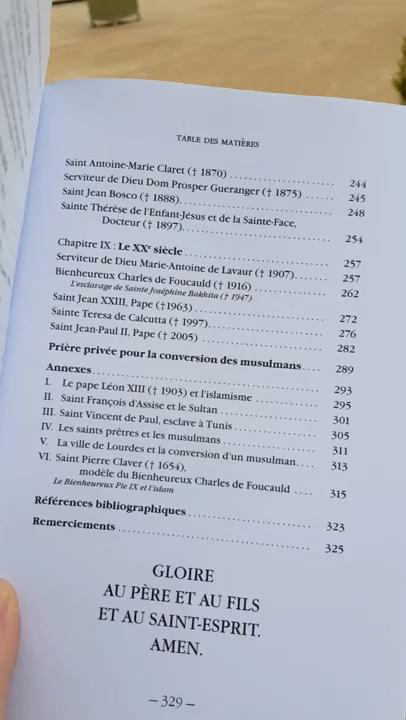 TABLE DES MATIÈRES
Saint Antoine-Marie Claret († 1870) 244
Serviteur de Dieu Dom Prosper Gueranger († 1875) 245
Saint Jean Bosco († 1888) 248
Sainte Thérèse de l'Enfant-Jésus et de la Sainte-Face,
Docteur († 1897) 254
Chapitre IX : Le XXe siècle 257
Serviteur de Dieu Marie-Antoine de Lavaur († 1907) 257
Bienheureux Charles de Foucauld († 1916) 262
L'esclavage de Sainte Joséphine Bakhita († 1947)
Saint Jean XXIII, Pape (†1963) 272
Sainte Teresa de Calcutta († 1997) 276
Saint Jean-Paul II, Pape († 2005) 282
Prière privée pour la conversion des musulmans 289
Annexes 293
I. Le pape Léon XIII († 1903) et l'islamisme 295
II. Saint François d'Assise et le Sultan 301
III. Saint Vincent de Paul, esclave à Tunis 305
IV. Les saints prêtres et les musulmans 311
V. La ville de Lourdes et la conversion d'un musulman 313
VI. Saint Pierre Claver († 1654),
modèle du Bienheureux Charles de Foucauld 315
Le Bienheureux Pie IX et l'islam
Références bibliographiques 323
Remerciements 325
GLOIRE
AU PÈRE ET AU FILS
ET AU SAINT-ESPRIT.
AMEN.
– 329 –